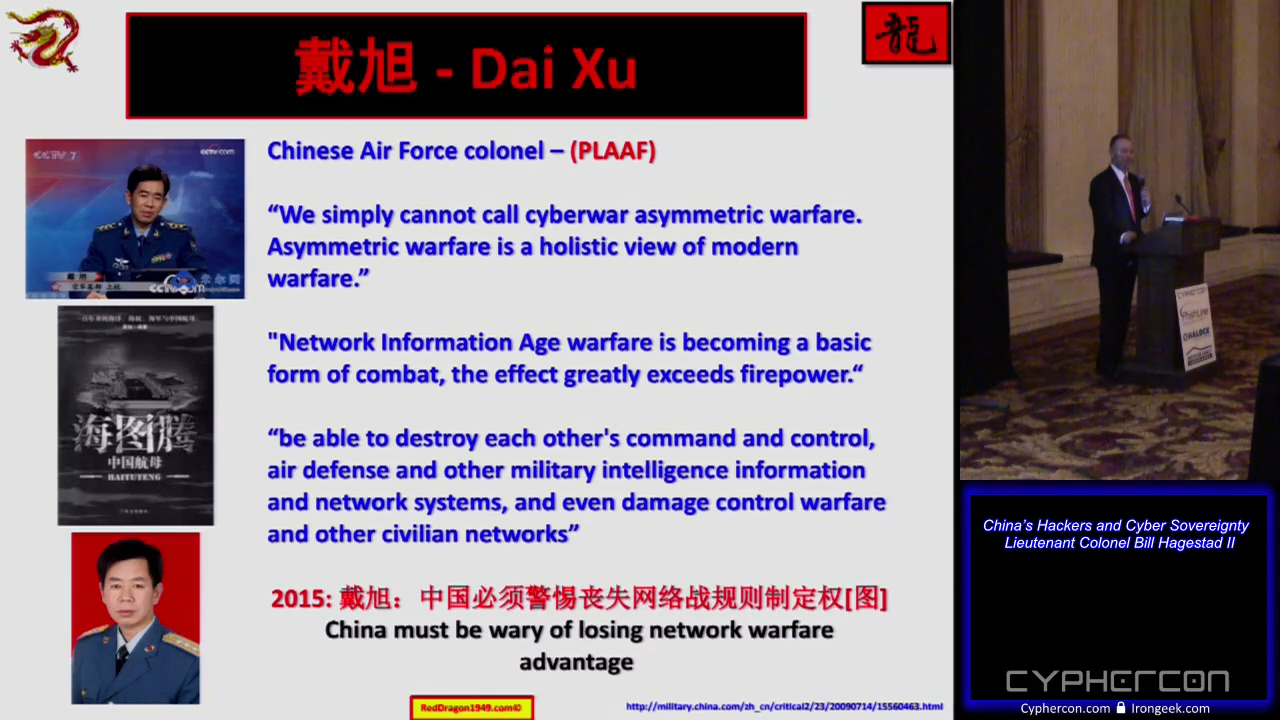 戴旭 - Dai Xu
龍
CCTV 7
cctv.com
Chinese Air Force colonel – (PLAAF)
“We simply cannot call cyberwar asymmetric warfare.
Asymmetric warfare is a holistic view of modern
warfare.”
戴 旭
cctv.com
"Network Information Age warfare is becoming a basic
form of combat, the effect greatly exceeds firepower.“
海图腾
中国航母
HAITUTENG
“be able to destroy each other's command and control,
air defense and other military intelligence information
and network systems, and even damage control warfare
and other civilian networks”
2015: 戴旭：中国必须警惕丧失网络战规则制定权[图]
China must be wary of losing network warfare
advantage
RedDragon1949.com©
http://military.china.com/zh_cn/critical2/23/20090714/15560463.html
CYPHERCON
China’s Hackers and Cyber Sovereignty
Lieutenant Colonel Bill Hagestad II
CYPHERCON
Cyphercon.com Irongeek.com